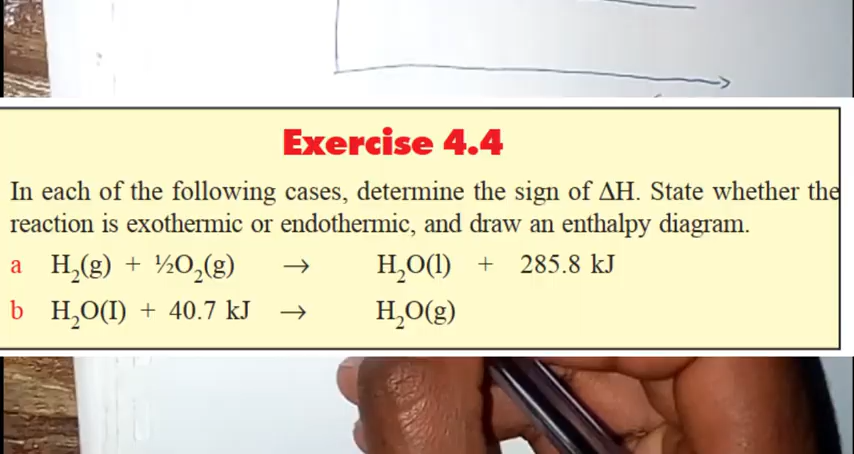 Exercise 4.4
In each of the following cases, determine the sign of ΔH. State whether the
reaction is exothermic or endothermic, and draw an enthalpy diagram.
a H₂(g) + ½O₂(g) → H₂O(l) + 285.8 kJ
b H₂O(I) + 40.7 kJ → H₂O(g)